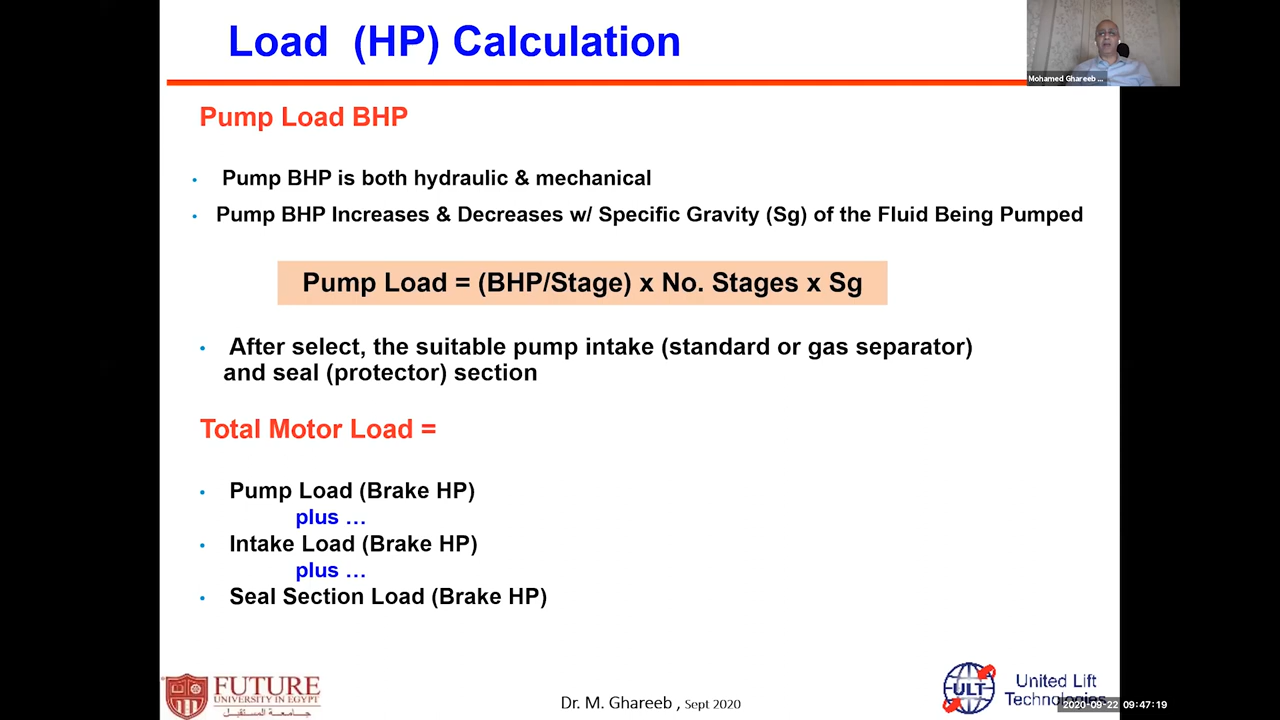 Load (HP) Calculation
Mohamed Ghareeb ...
Pump Load BHP
• Pump BHP is both hydraulic & mechanical
• Pump BHP Increases & Decreases w/ Specific Gravity (Sg) of the Fluid Being Pumped
Pump Load = (BHP/Stage) x No. Stages x Sg
• After select, the suitable pump intake (standard or gas separator)
and seal (protector) section
Total Motor Load =
• Pump Load (Brake HP)
plus …
• Intake Load (Brake HP)
plus …
• Seal Section Load (Brake HP)
FUTURE
UNIVERSITY IN EGYPT
جامعة المستقبل
Dr. M. Ghareeb , Sept 2020
ULT
United Lift
Technologies
2020-09-22 09:47:19